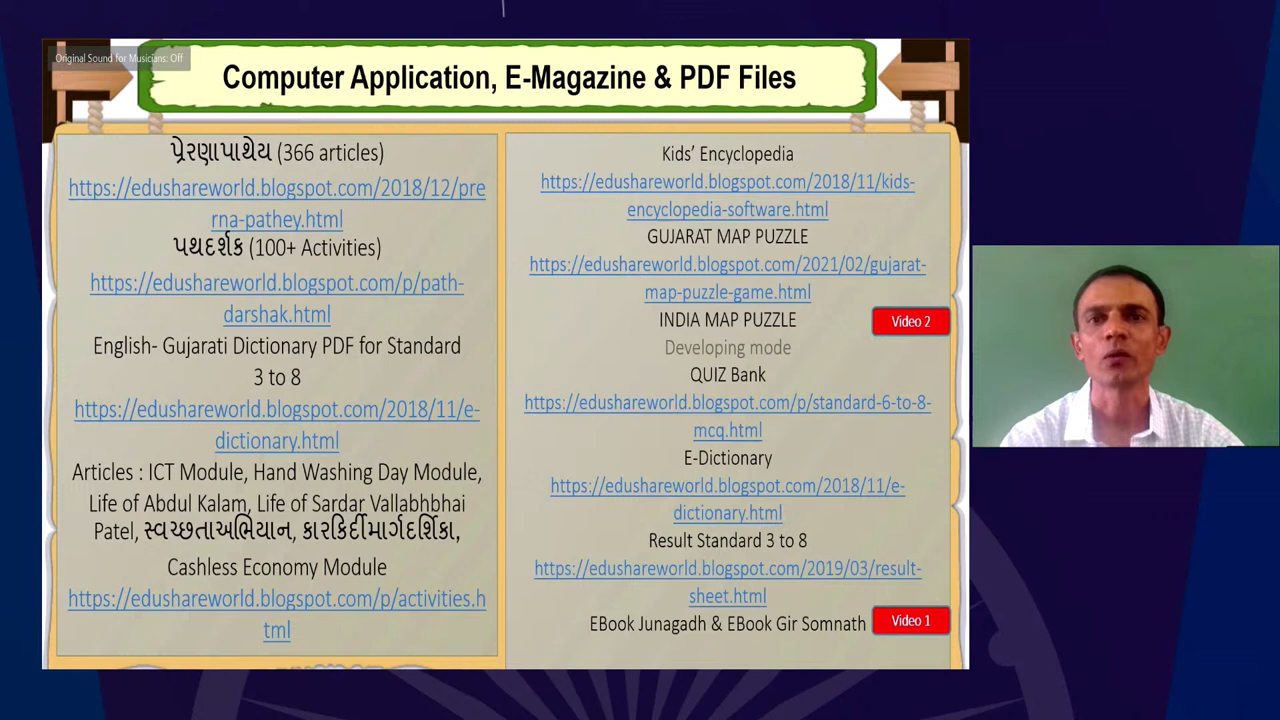 Original Sound for Musicians: Off
Computer Application, E-Magazine & PDF Files
પ્રેરણાપાથેય (366 articles)
https://edushareworld.blogspot.com/2018/12/pre
rna-pathey.html
પથદર્શક (100+ Activities)
https://edushareworld.blogspot.com/p/path-
darshak.html
English- Gujarati Dictionary PDF for Standard
3 to 8
https://edushareworld.blogspot.com/2018/11/e-
dictionary.html
Articles : ICT Module, Hand Washing Day Module,
Life of Abdul Kalam, Life of Sardar Vallabhbhai
Patel, સ્વચ્છતાઅભિયાન, કારકિર્દીમાર્ગદર્શિકા,
Cashless Economy Module
https://edushareworld.blogspot.com/p/activities.h
tml
Kids’ Encyclopedia
https://edushareworld.blogspot.com/2018/11/kids-
encyclopedia-software.html
GUJARAT MAP PUZZLE
https://edushareworld.blogspot.com/2021/02/gujarat-
map-puzzle-game.html
INDIA MAP PUZZLE
Video 2
Developing mode
QUIZ Bank
https://edushareworld.blogspot.com/p/standard-6-to-8-
mcq.html
E-Dictionary
https://edushareworld.blogspot.com/2018/11/e-
dictionary.html
Result Standard 3 to 8
https://edushareworld.blogspot.com/2019/03/result-
sheet.html
EBook Junagadh & EBook Gir Somnath
Video 1